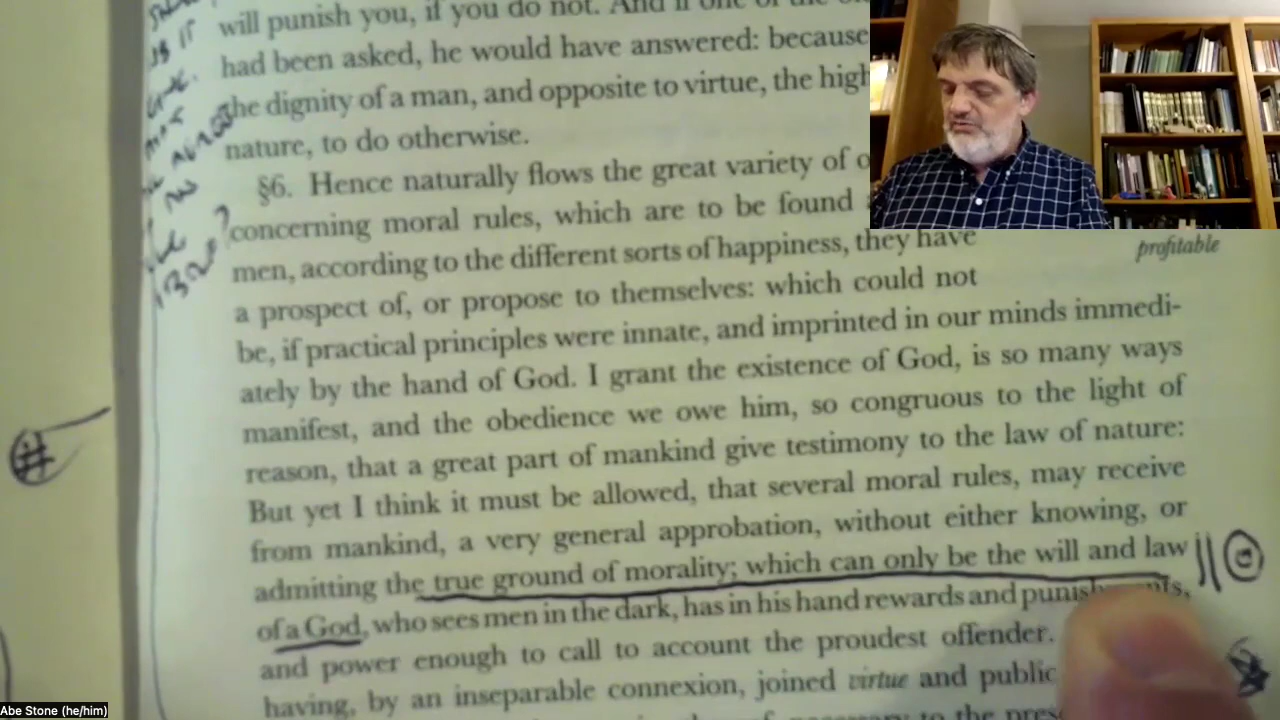 will punish you, if you do not. And if one of the
had been asked, he would have answered: because
the dignity of a man, and opposite to virtue, the high
nature, to do otherwise.
§6. Hence naturally flows the great variety of
concerning moral rules, which are to be found
men, according to the different sorts of happiness, they have
profitable
a prospect of, or propose to themselves: which could not
be, if practical principles were innate, and imprinted in our minds immedi-
ately by the hand of God. I grant the existence of God, is so many ways
manifest, and the obedience we owe him, so congruous to the light of
reason, that a great part of mankind give testimony to the law of nature:
But yet I think it must be allowed, that several moral rules, may receive
from mankind, a very general approbation, without either knowing, or
admitting the true ground of morality; which can only be the will and law
of a God, who sees men in the dark, has in his hand rewards and punishments,
and power enough to call to account the proudest offender.
having, by an inseparable connexion, joined virtue and public
to the
Abe Stone (he/him)